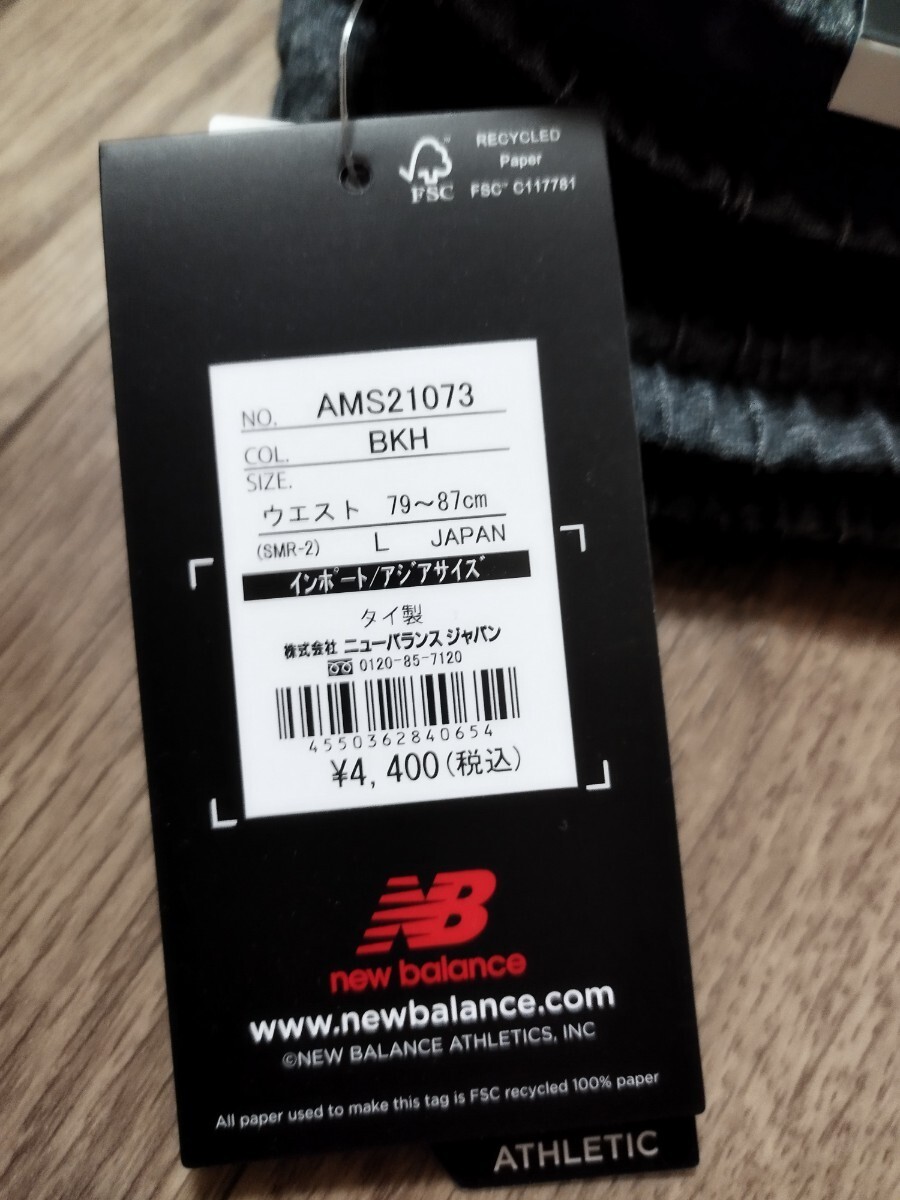 FSC
RECYCLED
Paper
FSC™ C117781
NO. AMS21073
COL. BKH
SIZE.
ウエスト 79～87cm
(SMR-2) L JAPAN
インポート/アジアサイズ
タイ製
株式会社 ニューバランス ジャパン
0120-85-7120
4550362840654
¥4,400(税込)
NB
new balance
www.newbalance.com
©NEW BALANCE ATHLETICS, INC
All paper used to make this tag is FSC recycled 100% paper
ATHLETIC